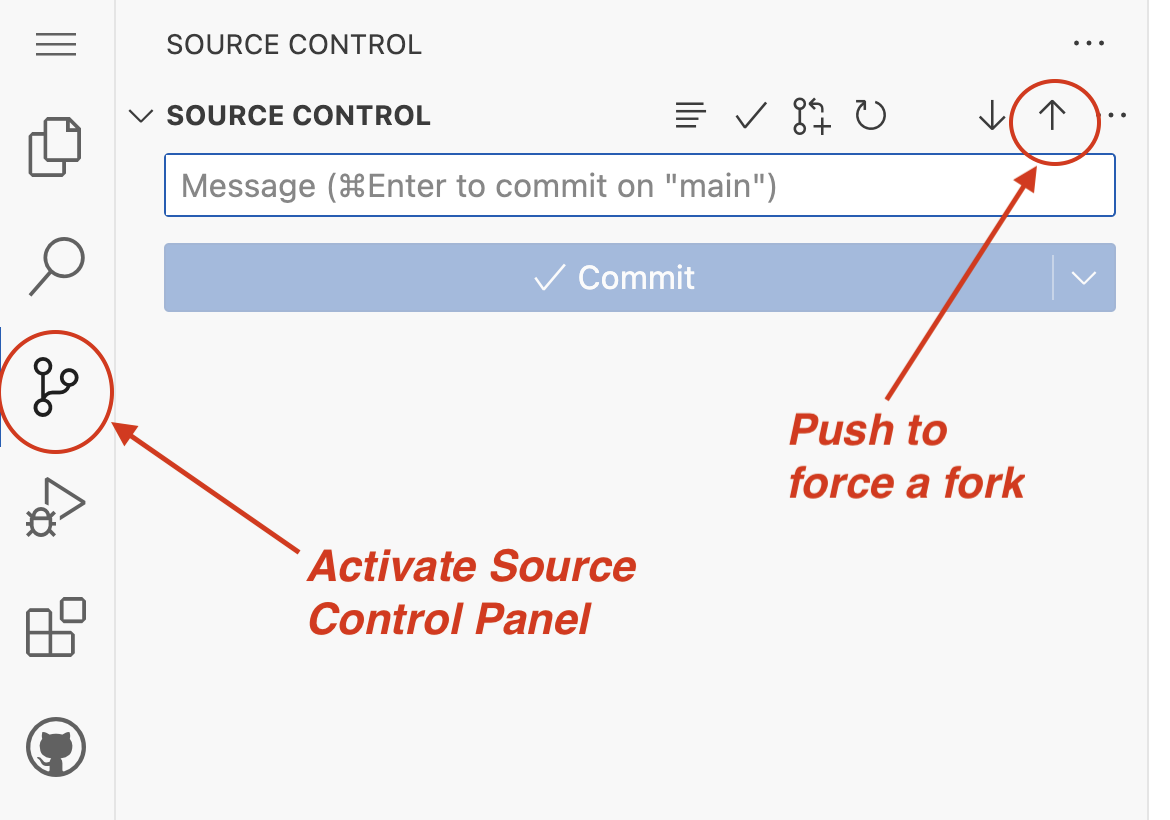 SOURCE CONTROL
SOURCE CONTROL
Message (⌘Enter to commit on "main")
Commit
Push to
force a fork
Activate Source
Control Panel